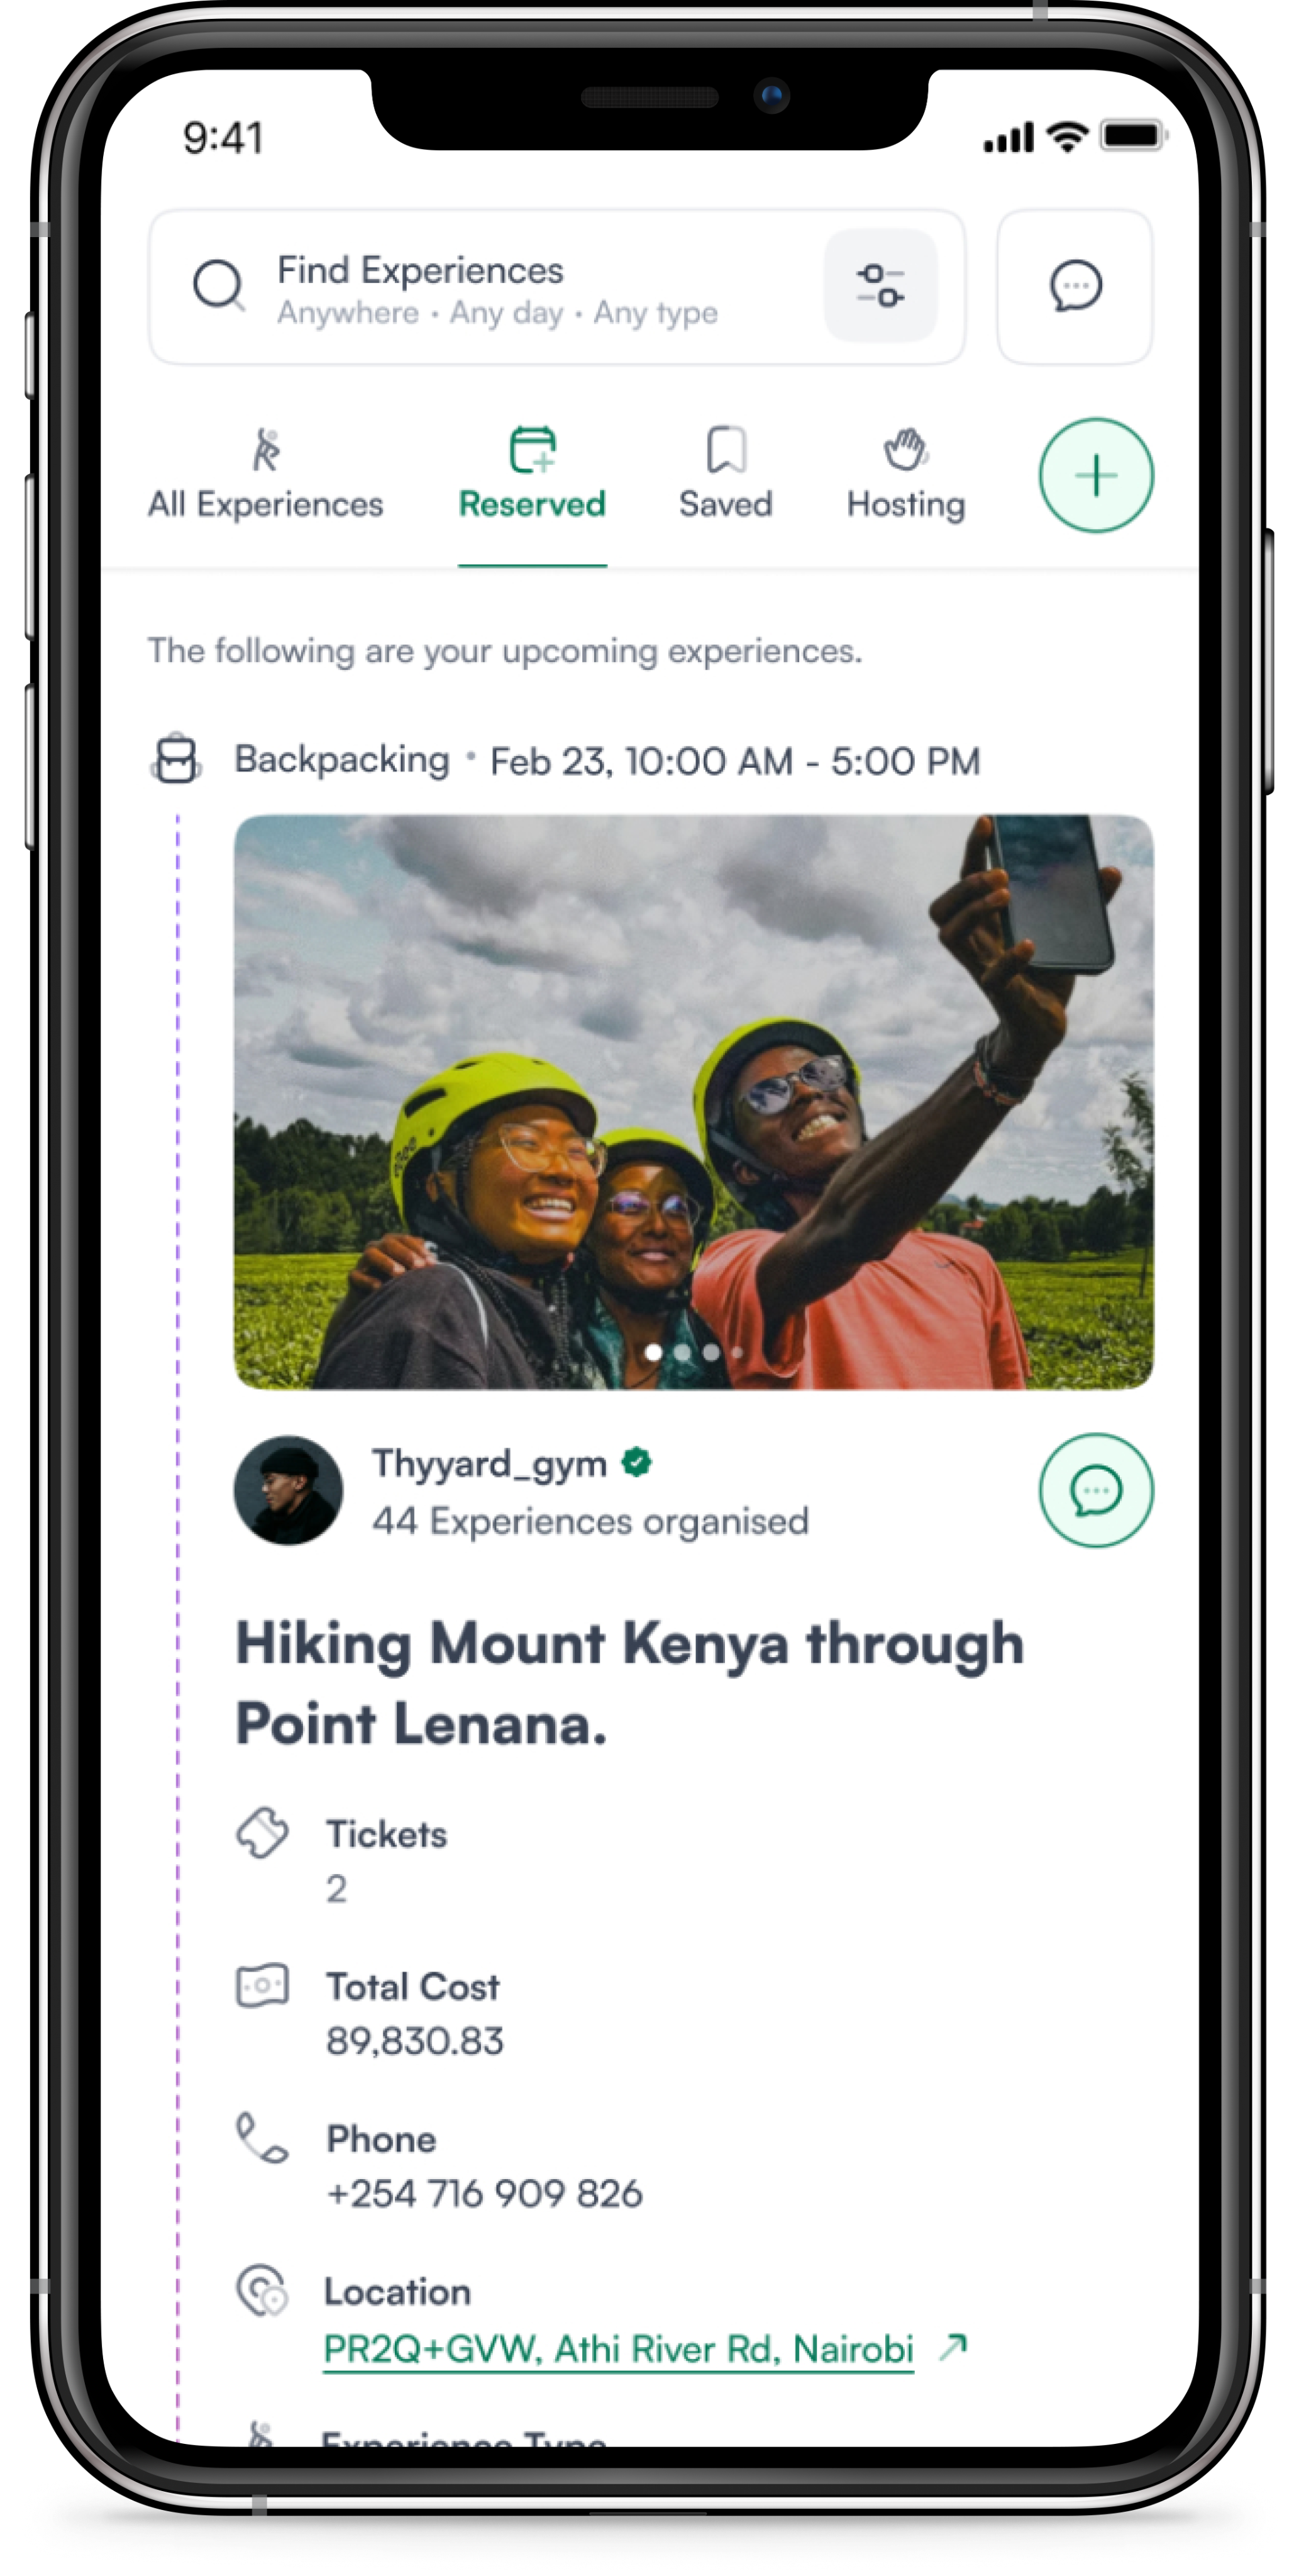 9:41
Find Experiences
Anywhere • Any day • Any type
All Experiences
Reserved
Saved
Hosting
The following are your upcoming experiences.
Backpacking • Feb 23, 10:00 AM - 5:00 PM
Thyyard_gym
44 Experiences organised
Hiking Mount Kenya through
Point Lenana.
Tickets
2
Total Cost
89,830.83
Phone
+254 716 909 826
Location
PR2Q+GVW, Athi River Rd, Nairobi
Experience Type